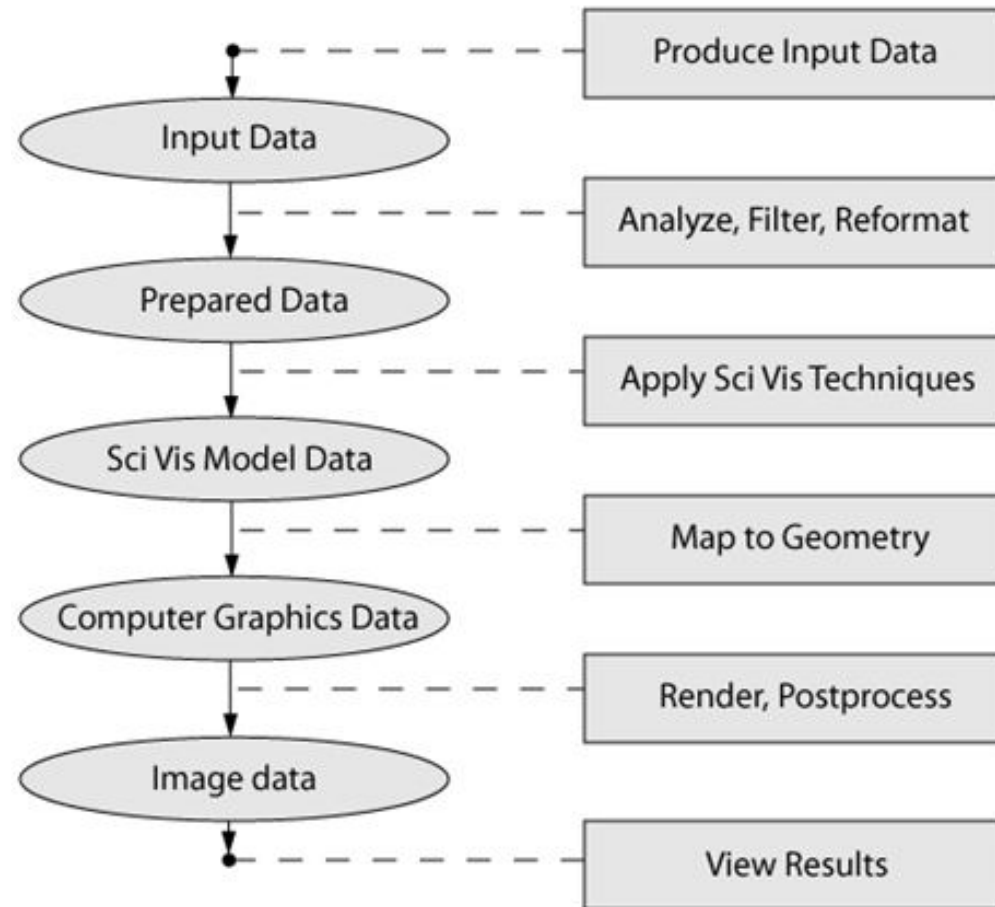 Produce Input Data
Input Data
Analyze, Filter, Reformat
Prepared Data
Apply Sci Vis Techniques
Sci Vis Model Data
Map to Geometry
Computer Graphics Data
Render, Postprocess
Image data
View Results